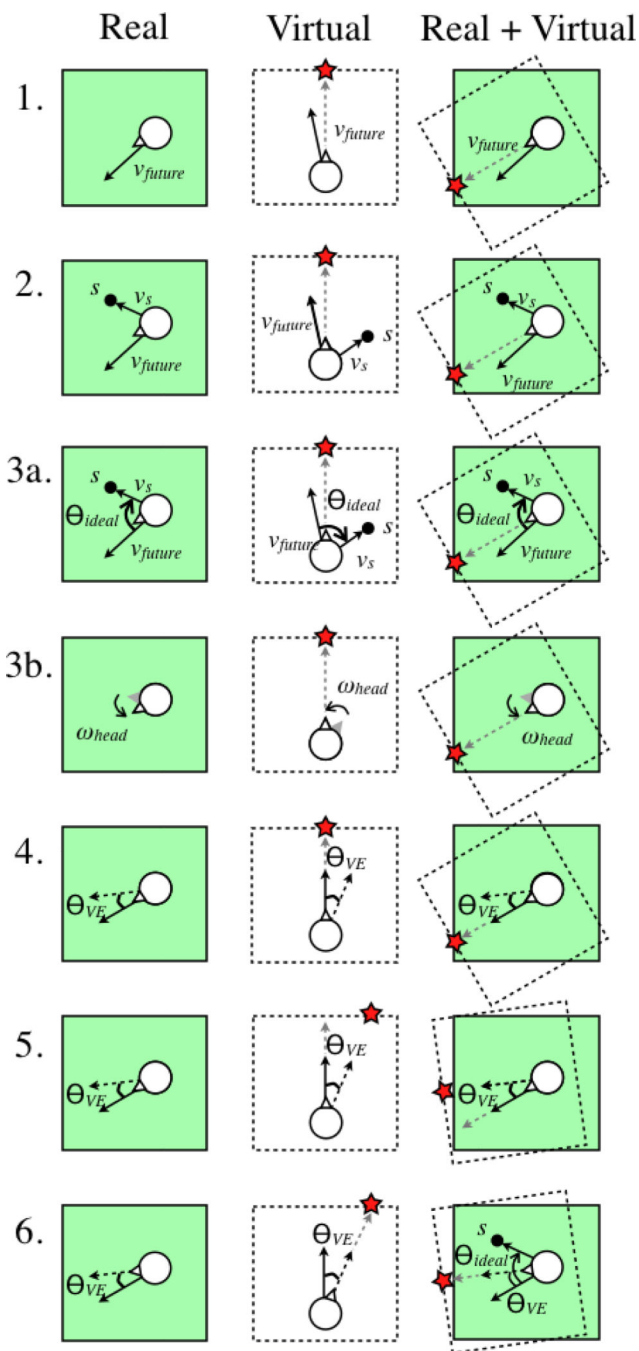 Real Virtual Real + Virtual
1.
v_future v_future v_future
2.
s v_s v_future
v_future v_s s
s v_s v_future
3a.
s v_s Θ_ideal v_future
Θ_ideal v_future v_s s
s v_s Θ_ideal v_future
3b.
ω_head ω_head ω_head
4.
Θ_VE Θ_VE Θ_VE
5.
Θ_VE Θ_VE Θ_VE
6.
Θ_VE Θ_VE s Θ_ideal Θ_VE